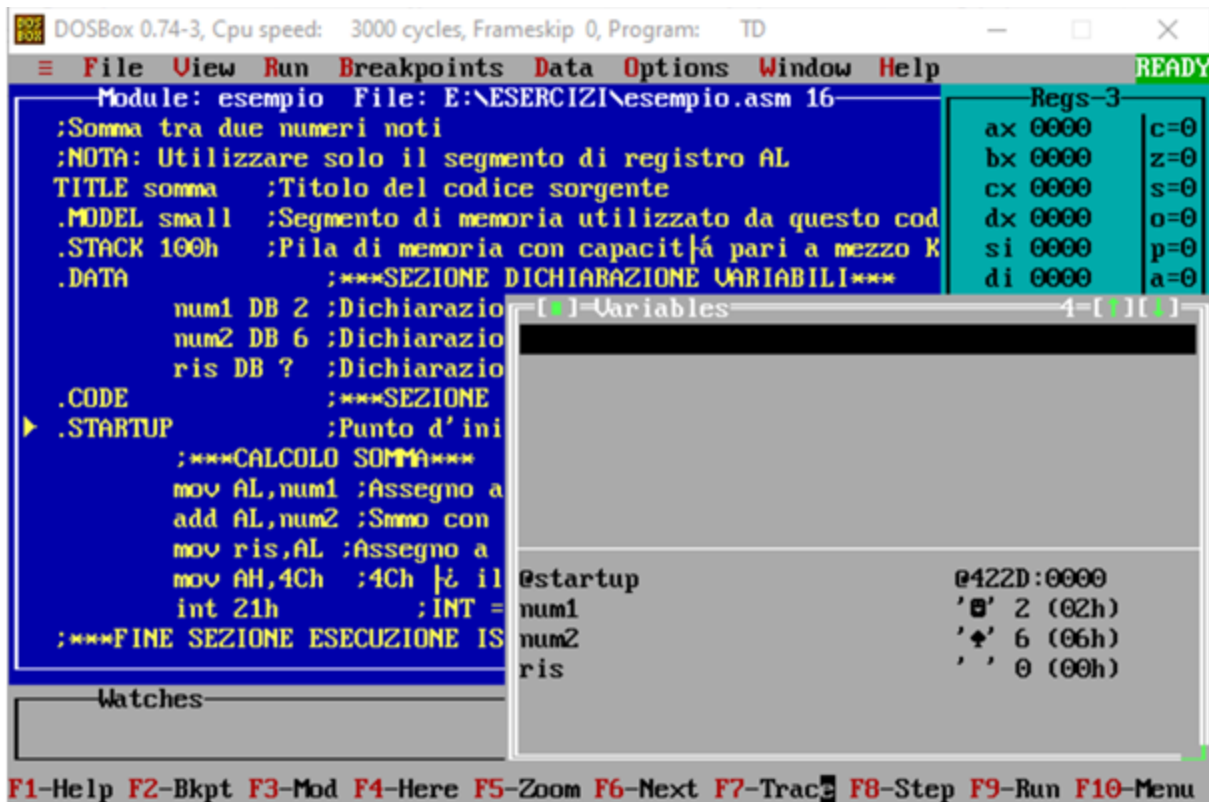 DOSBox 0.74-3, Cpu speed: 3000 cycles, Frameskip 0, Program: TD
≡ File View Run Breakpoints Data Options Window Help READY
Module: esempio File: E:\ESERCIZI\esempio.asm 16
;Somma tra due numeri noti
;NOTA: Utilizzare solo il segmento di registro AL
TITLE somma ;Titolo del codice sorgente
.MODEL small ;Segmento di memoria utilizzato da questo cod
.STACK 100h ;Pila di memoria con capacit├á pari a mezzo K
.DATA ;***SEZIONE DICHIARAZIONE VARIABILI***
num1 DB 2 ;Dichiarazio
num2 DB 6 ;Dichiarazio
ris DB ? ;Dichiarazio
.CODE ;***SEZIONE
.STARTUP ;Punto d'ini
;***CALCOLO SOMMA***
mov AL,num1 ;Assegno a
add AL,num2 ;Smmo con
mov ris,AL ;Assegno a
mov AH,4Ch ;4Ch ├¿ il
int 21h ;INT =
;***FINE SEZIONE ESECUZIONE IS
Regs-3
ax 0000 c=0
bx 0000 z=0
cx 0000 s=0
dx 0000 o=0
si 0000 p=0
di 0000 a=0
[■]=Variables 4=[↑][↓]
@startup @422D:0000
num1 '☻' 2 (02h)
num2 '♠' 6 (06h)
ris ' ' 0 (00h)
Watches
F1-Help F2-Bkpt F3-Mod F4-Here F5-Zoom F6-Next F7-Trace F8-Step F9-Run F10-Menu